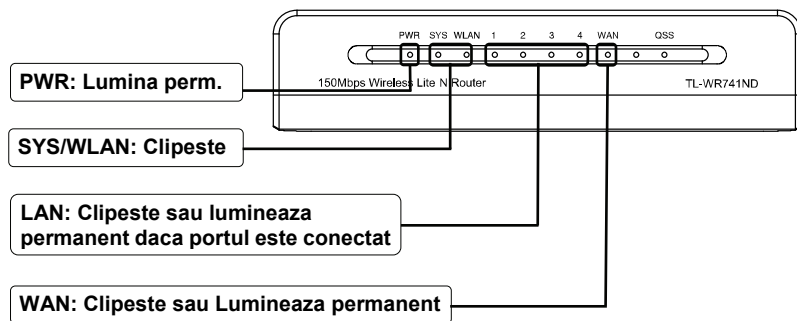 PWR SYS WLAN 1 2 3 4 WAN QSS
150Mbps Wireless Lite N Router TL-WR741ND
PWR: Lumina perm.
SYS/WLAN: Clipeste
LAN: Clipeste sau lumineaza
permanent daca portul este conectat
WAN: Clipeste sau Lumineaza permanent